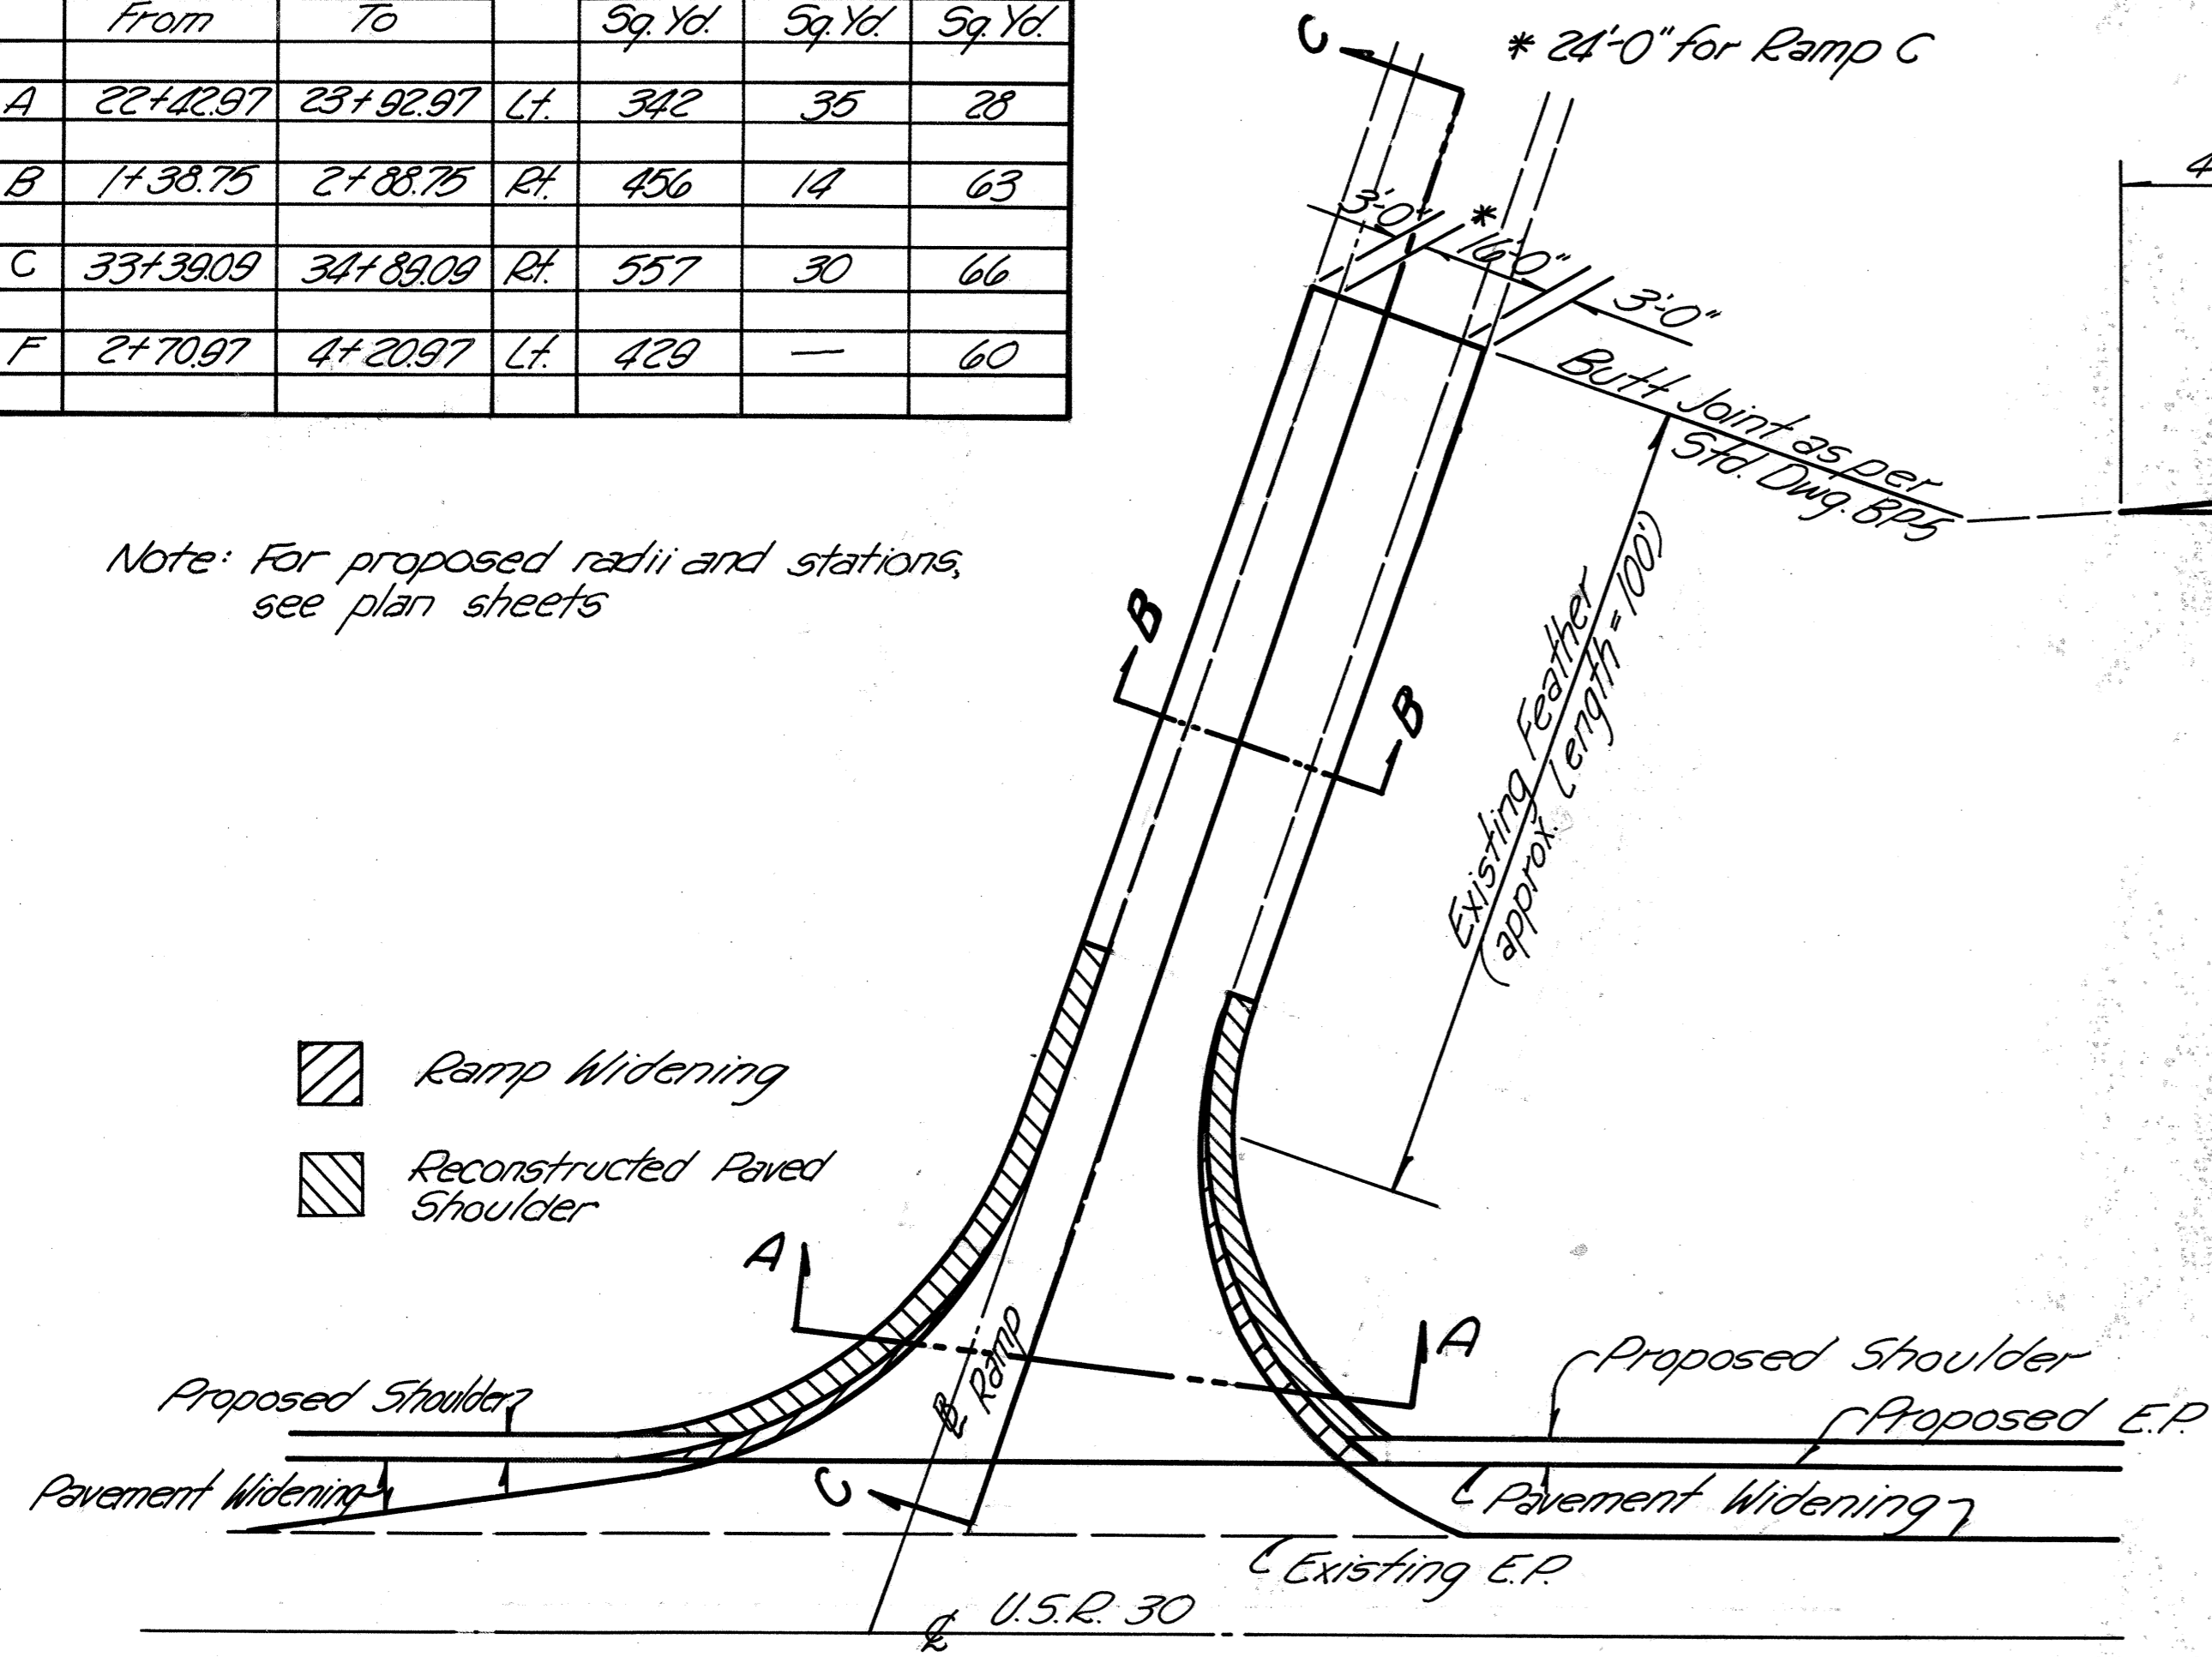 From To Sq. Yd. Sq. Yd. Sq. Yd.
A 22+42.97 23+92.97 Lt. 342 35 28
B 1+38.75 2+88.75 Rt. 456 14 63
C 33+39.09 34+89.09 Rt. 557 30 66
F 2+70.97 4+20.97 Lt. 429 — 60
* 24'-0" for Ramp C
C
4
3'-0"
*
16'-0"
3'-0"
Butt Joint as per
Std. Dwg. BP5
Note: For proposed radii and stations,
see plan sheets
B
B
Existing Feather
(approx. Length = 100')
Ramp Widening
Reconstructed Paved
Shoulder
A
A
℄ Ramp
Proposed Shoulder
Proposed Shoulder
Proposed E.P.
Pavement Widening
C
Pavement Widening
Existing E.P.
℄ U.S.R. 30